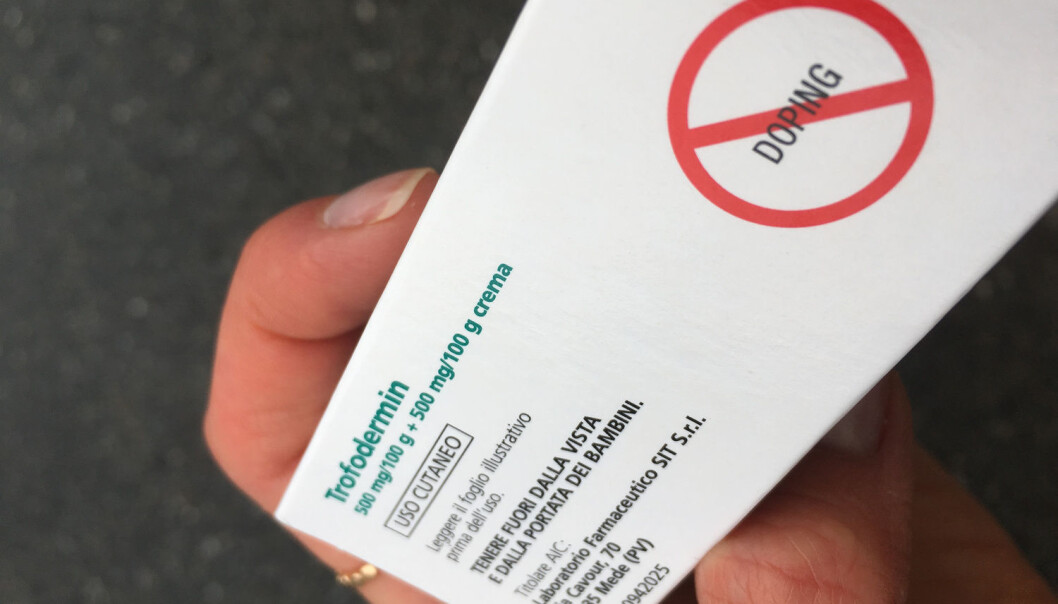 DOPING
Trofodermin
500 mg/100 g + 500 mg/100 g crema
USO CUTANEO
Leggere il foglio illustrativo
prima dell'uso.
TENERE FUORI DALLA VISTA
E DALLA PORTATA DEI BAMBINI.
Titolare AIC:
Laboratorio Farmaceutico SIT S.r.l.
Cavour, 70
Mede (PV)